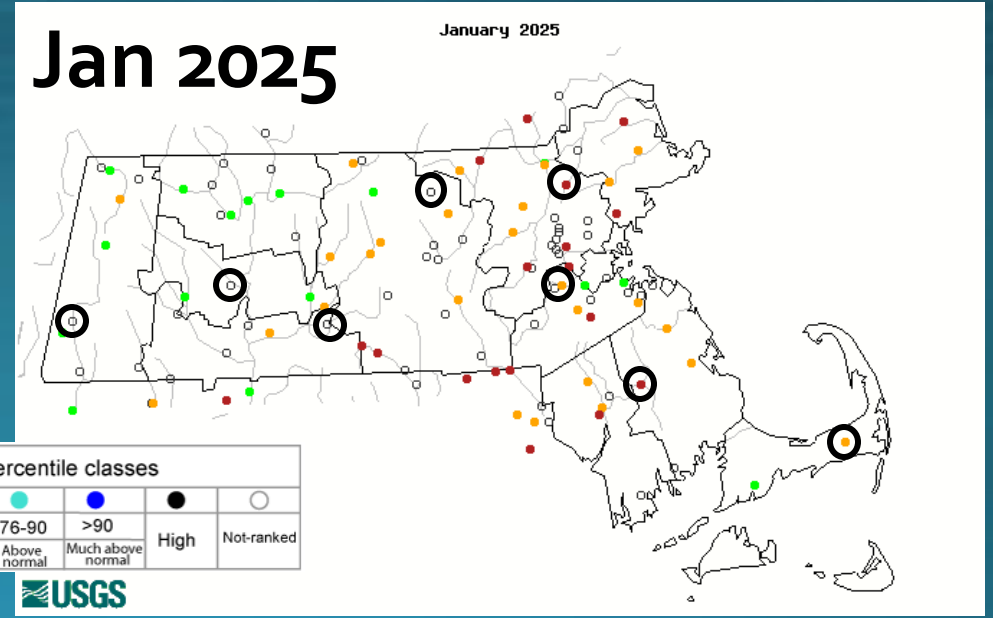 January 2025
Jan 2025
ercentile classes
76-90
>90
High
Not-ranked
Above
normal
Much above
normal
USGS